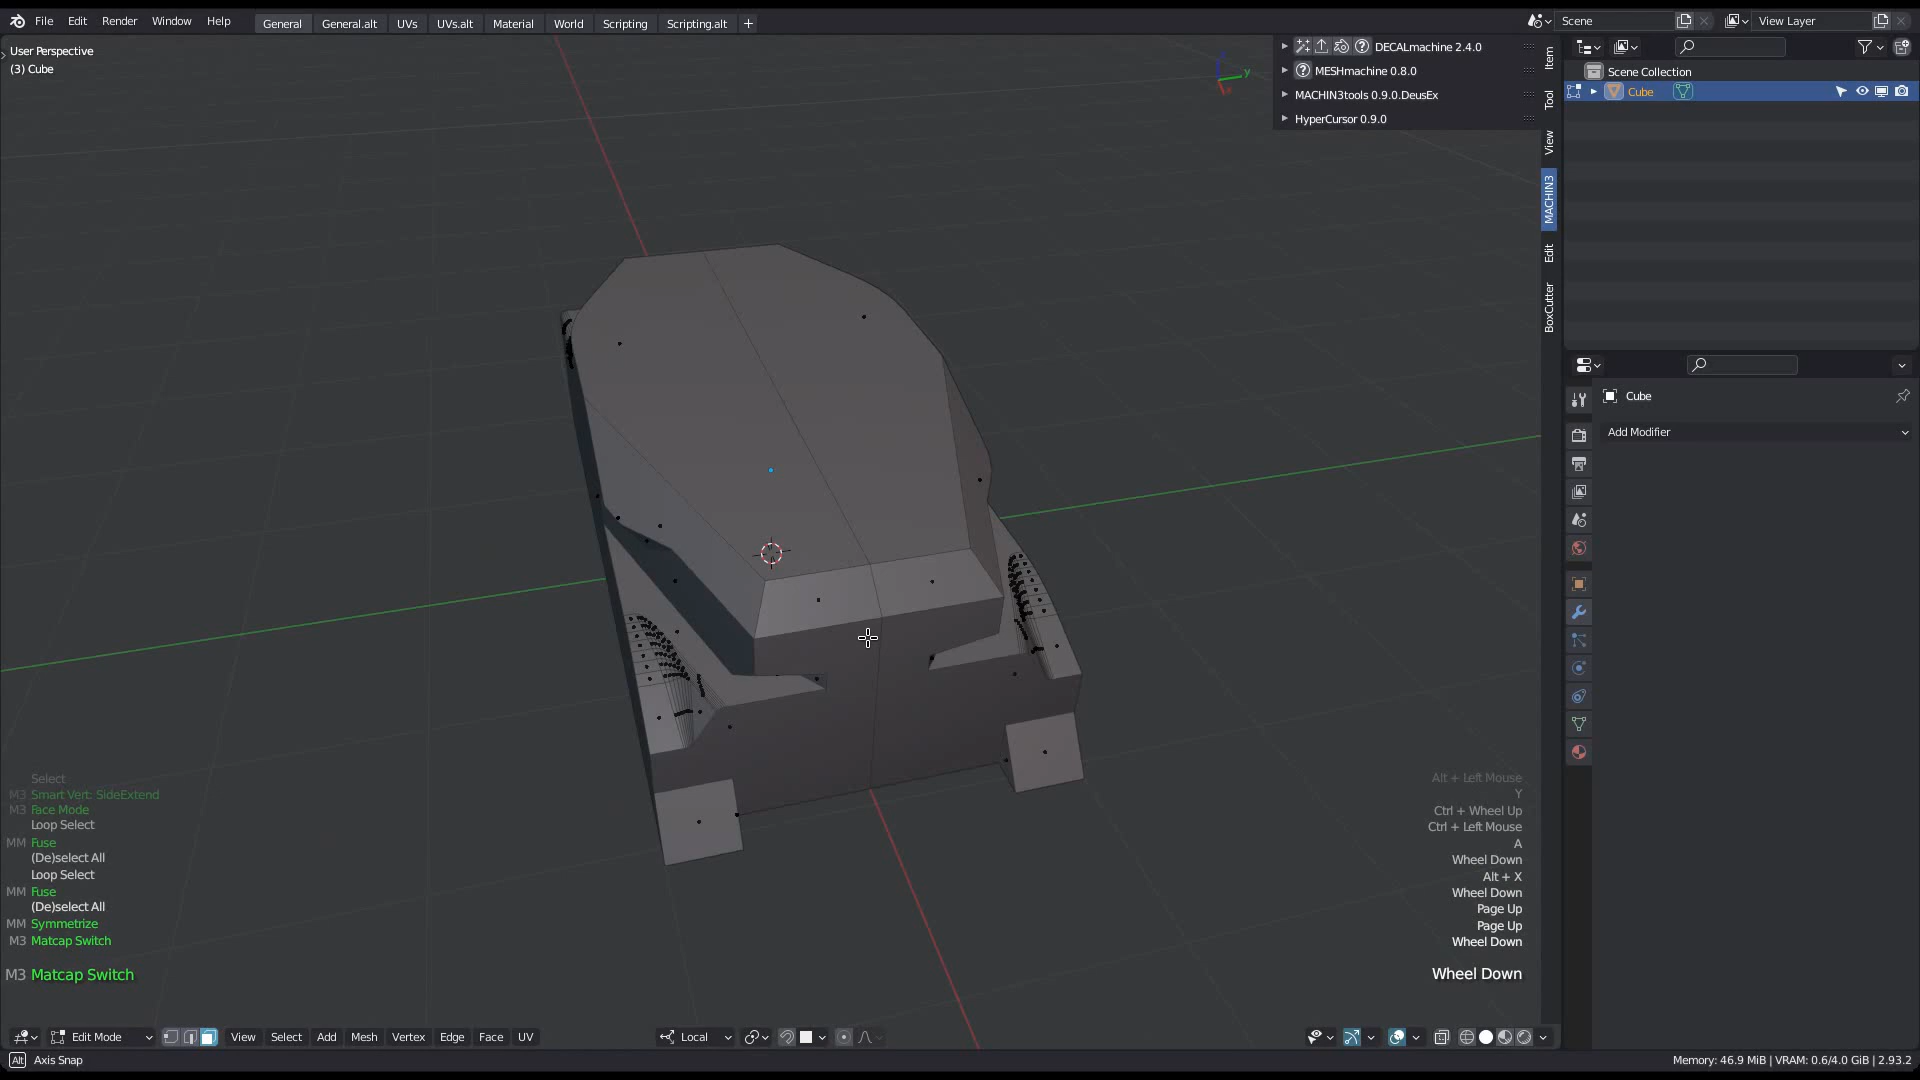 File Edit Render Window Help
General General.alt UVs UVs.alt Material World Scripting Scripting.alt +
Scene
View Layer
User Perspective
(3) Cube
DECALmachine 2.4.0
MESHmachine 0.8.0
MACHIN3tools 0.9.0.DeusEx
HyperCursor 0.9.0
Item
Tool
View
MACHIN3
Edit
BoxCutter
y
Scene Collection
Cube
Cube
Add Modifier
Select
M3 Smart Vert: SideExtend
M3 Face Mode
Loop Select
MM Fuse
(De)select All
Loop Select
MM Fuse
(De)select All
MM Symmetrize
M3 Matcap Switch
M3 Matcap Switch
Alt + Left Mouse
Y
Ctrl + Wheel Up
Ctrl + Left Mouse
A
Wheel Down
Alt + X
Wheel Down
Page Up
Page Up
Wheel Down
Wheel Down
Edit Mode View Select Add Mesh Vertex Edge Face UV
Local
Alt Axis Snap
Memory: 46.9 MiB | VRAM: 0.6/4.0 GiB | 2.93.2